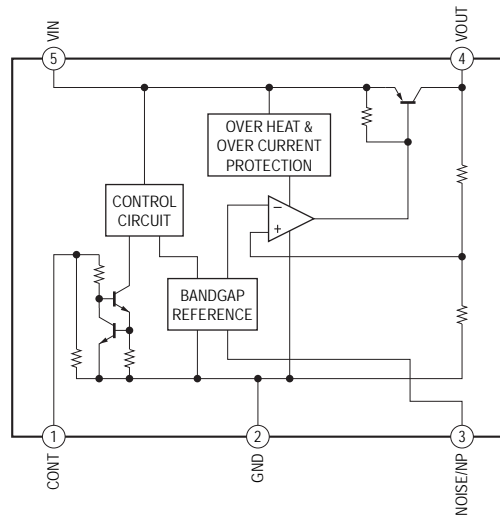 VIN
VOUT
5
4
OVER HEAT &
OVER CURRENT
PROTECTION
CONTROL
CIRCUIT
−
+
BANDGAP
REFERENCE
1
2
3
CONT
GND
NOISE/NP